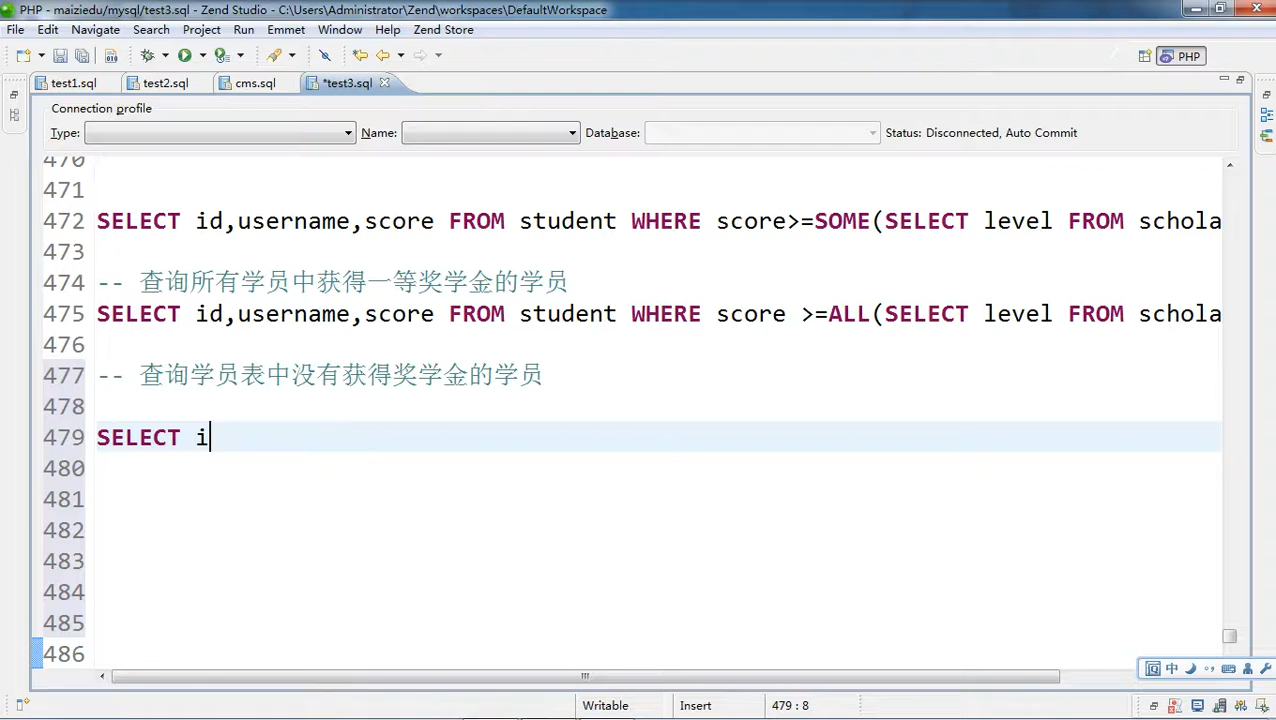 PHP - maiziedu/mysql/test3.sql - Zend Studio - C:\Users\Administrator\Zend\workspaces\DefaultWorkspace
File Edit Navigate Search Project Run Emmet Window Help Zend Store
PHP
test1.sql test2.sql cms.sql *test3.sql
Connection profile
Type: Name: Database: Status: Disconnected, Auto Commit
470
471
472 SELECT id,username,score FROM student WHERE score>=SOME(SELECT level FROM schola
473
474 -- 查询所有学员中获得一等奖学金的学员
475 SELECT id,username,score FROM student WHERE score >=ALL(SELECT level FROM schola
476
477 -- 查询学员表中没有获得奖学金的学员
478
479 SELECT i
480
481
482
483
484
485
486
中
Writable Insert 479 : 8